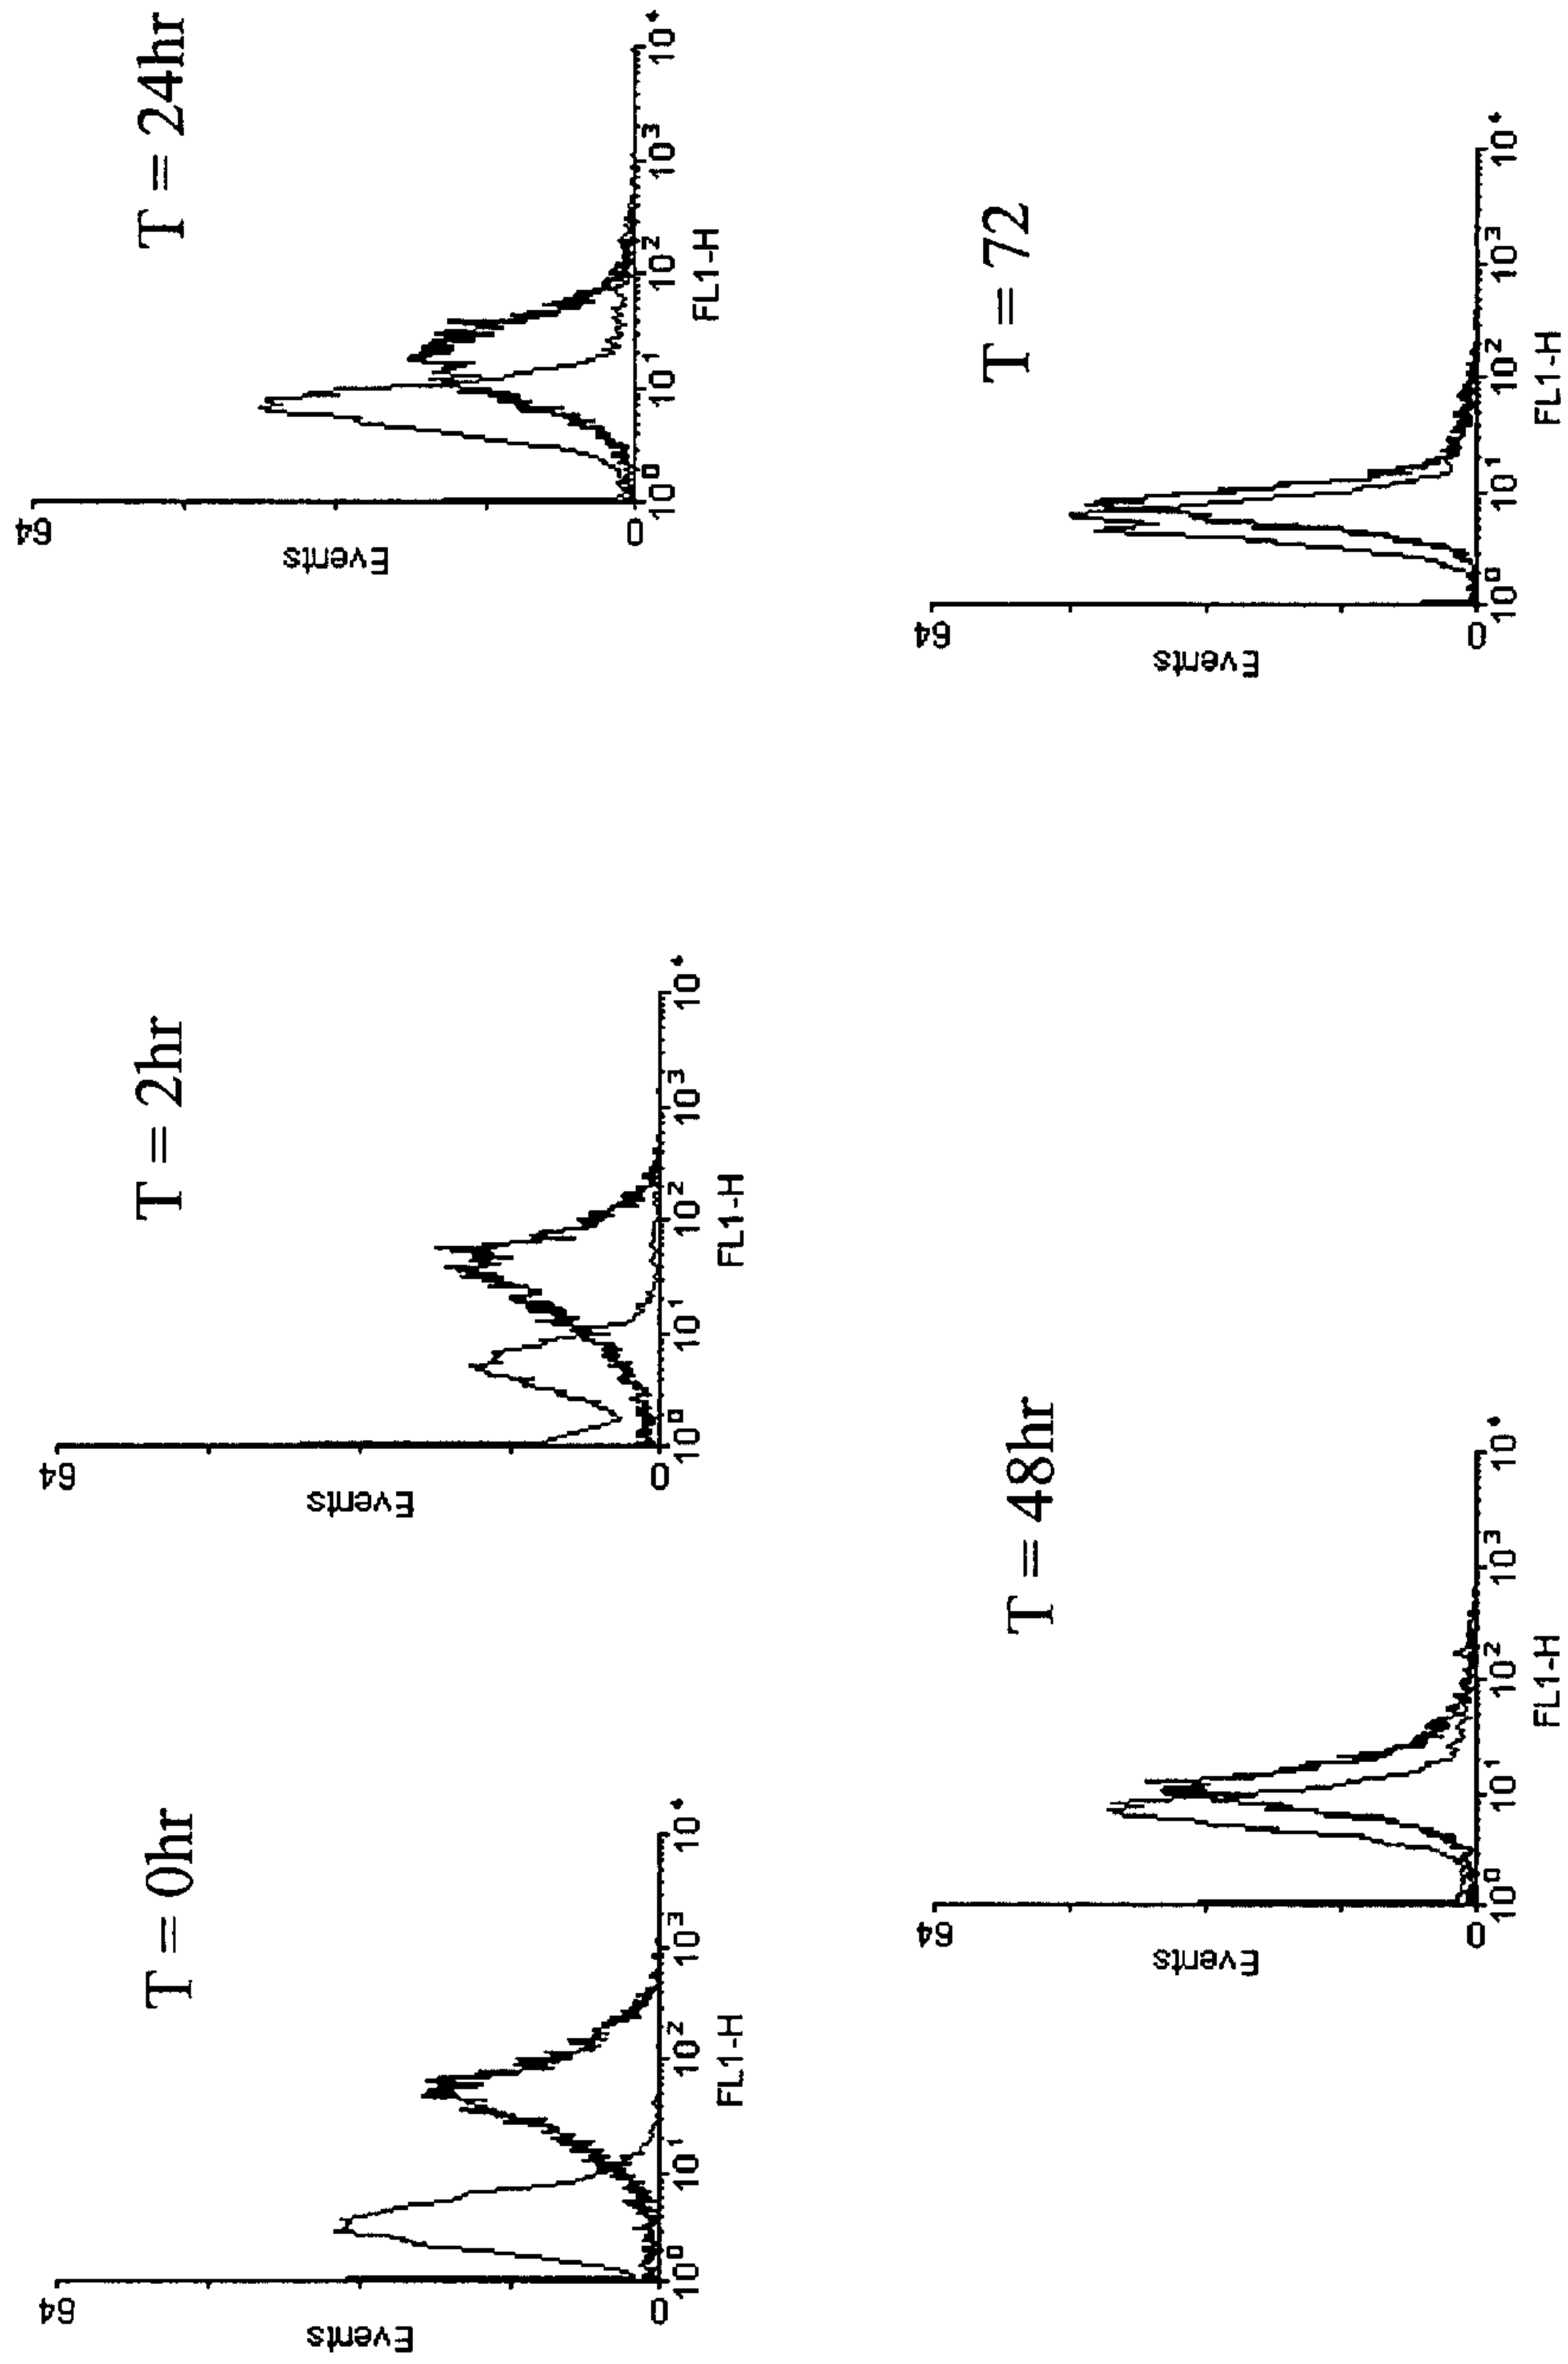 T = 0hr
64
Events
0
10⁰ 10¹ 10² 10³ 10⁴
FL1-H
T = 2hr
64
Events
0
10⁰ 10¹ 10² 10³ 10⁴
FL1-H
T = 24hr
64
Events
0
10⁰ 10¹ 10² 10³ 10⁴
FL1-H
T = 48hr
64
Events
0
10⁰ 10¹ 10² 10³ 10⁴
FL1-H
T = 72
64
Events
0
10⁰ 10¹ 10² 10³ 10⁴
FL1-H